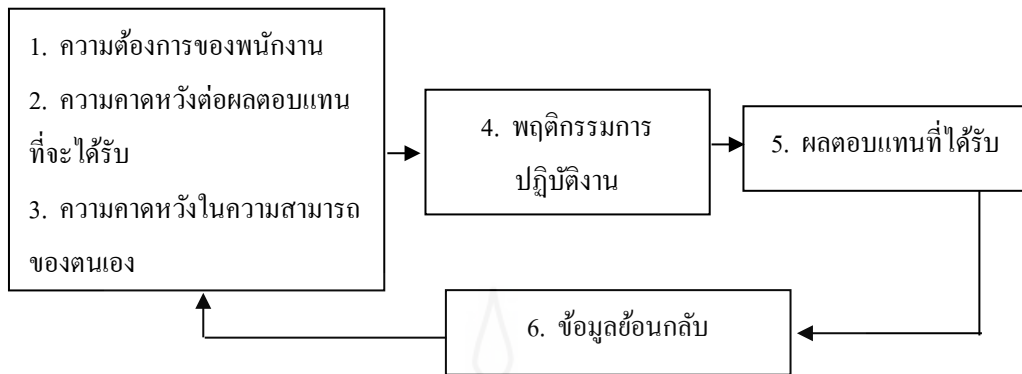 1. ความต้องการของพนักงาน
2. ความคาดหวังต่อผลตอบแทน
ที่จะได้รับ
3. ความคาดหวังในความสามารถ
ของตนเอง
4. พฤติกรรมการ
ปฏิบัติงาน
5. ผลตอบแทนที่ได้รับ
6. ข้อมูลย้อนกลับ